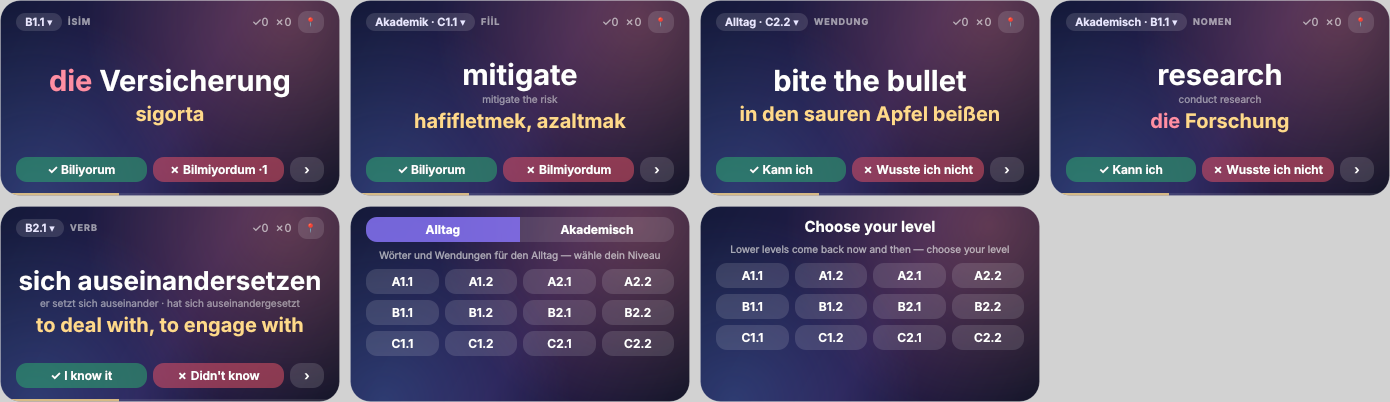 B1.1 ▾ İSİM ✓0 ×0
die Versicherung
sigorta
✓ Biliyorum × Bilmiyordum ·1 ›
Akademik · C1.1 ▾ FİİL ✓0 ×0
mitigate
mitigate the risk
hafifletmek, azaltmak
✓ Biliyorum × Bilmiyordum ›
Alltag · C2.2 ▾ WENDUNG ✓0 ×0
bite the bullet
in den sauren Apfel beißen
✓ Kann ich × Wusste ich nicht ›
Akademisch · B1.1 ▾ NOMEN ✓0 ×0
research
conduct research
die Forschung
✓ Kann ich × Wusste ich nicht ›
B2.1 ▾ VERB ✓0 ×0
sich auseinandersetzen
er setzt sich auseinander · hat sich auseinandergesetzt
to deal with, to engage with
✓ I know it × Didn't know ›
Alltag Akademisch
Wörter und Wendungen für den Alltag — wähle dein Niveau
A1.1 A1.2 A2.1 A2.2
B1.1 B1.2 B2.1 B2.2
C1.1 C1.2 C2.1 C2.2
Choose your level
Lower levels come back now and then — choose your level
A1.1 A1.2 A2.1 A2.2
B1.1 B1.2 B2.1 B2.2
C1.1 C1.2 C2.1 C2.2